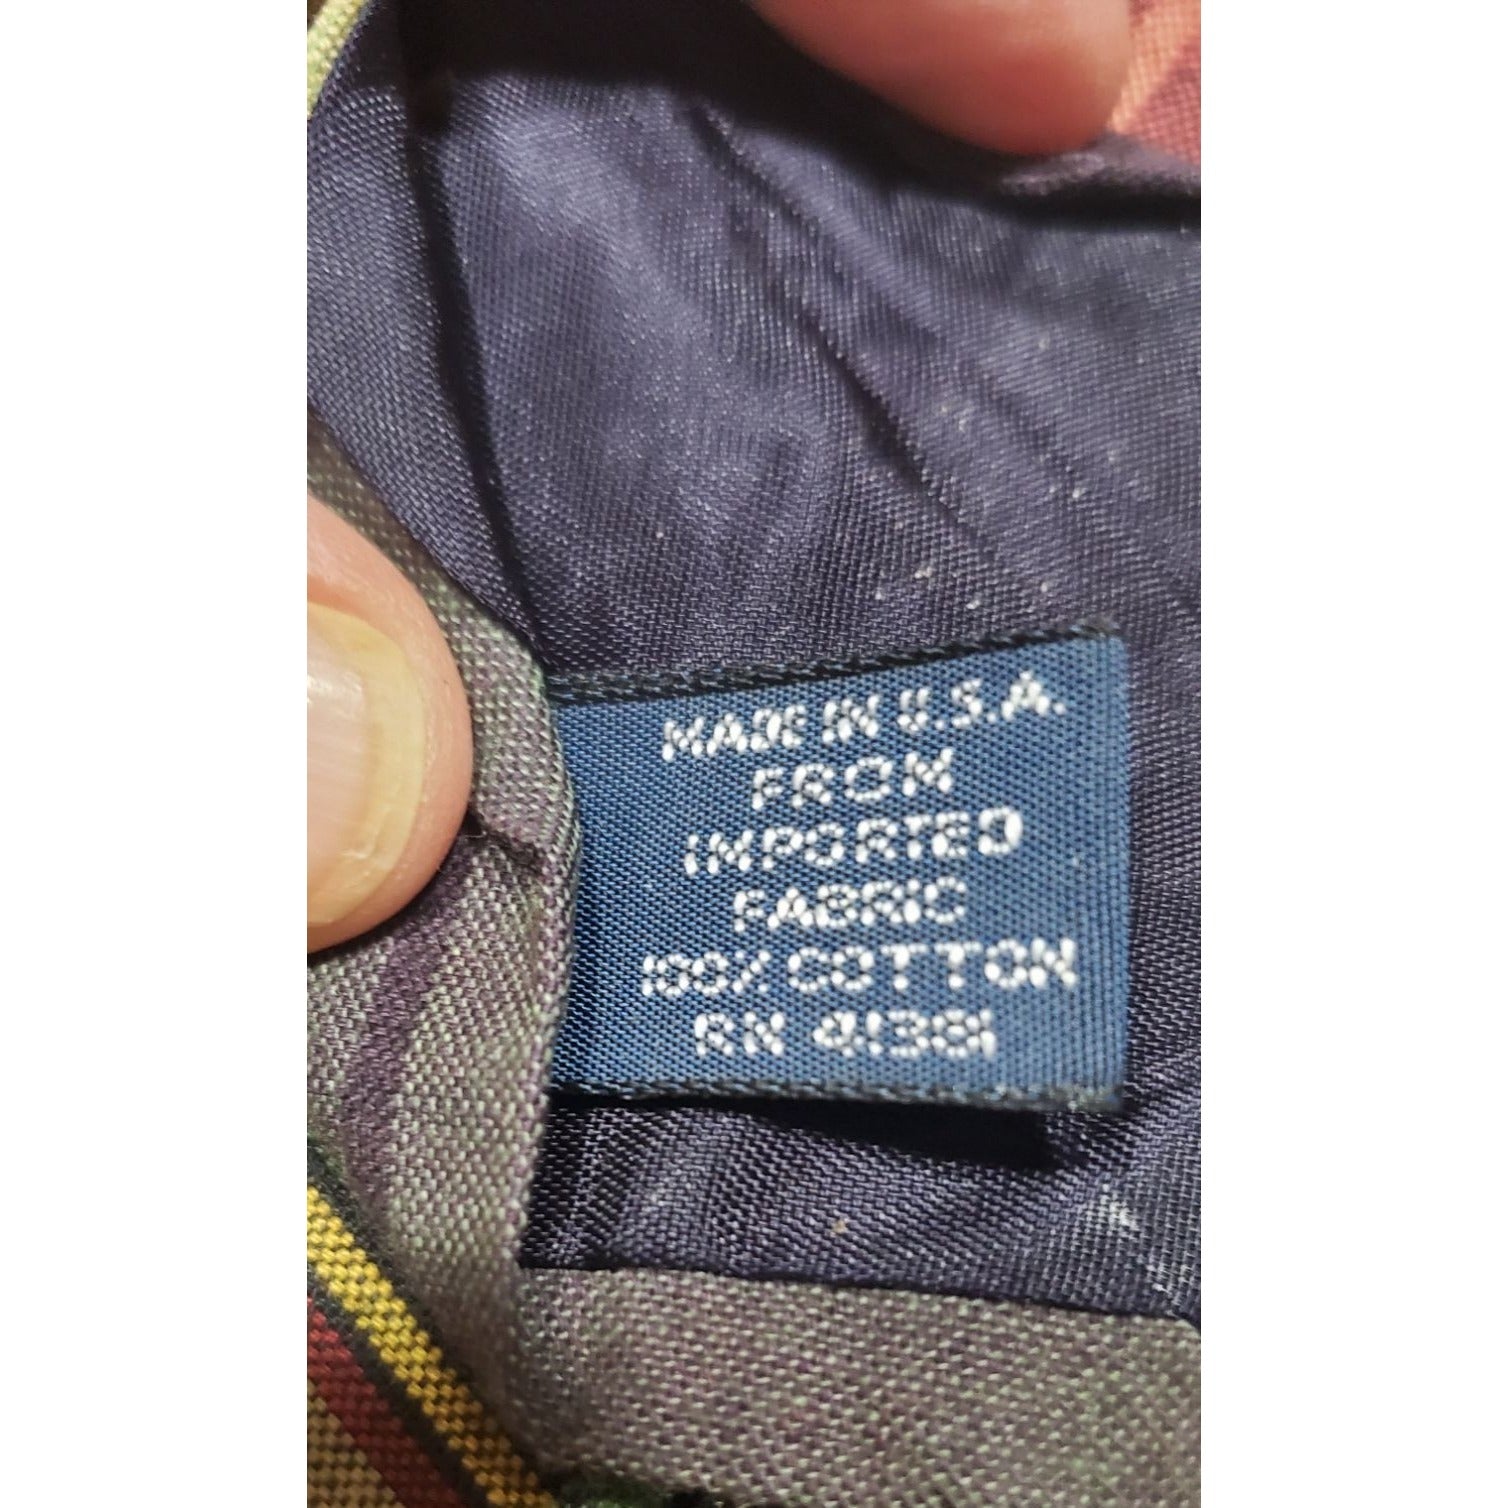 MADE IN U.S.A.
FROM
IMPORTED
FABRIC
100% COTTON
RN 41381